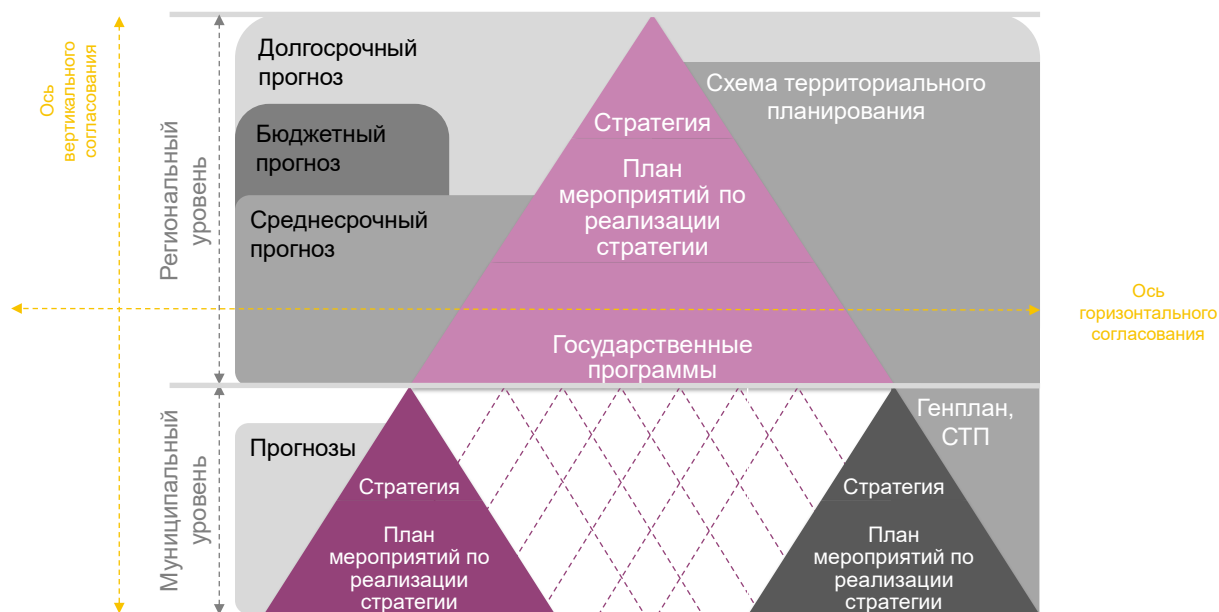 Ось
вертикального
согласования
Региональный
уровень
Долгосрочный
прогноз
Бюджетный
прогноз
Среднесрочный
прогноз
Стратегия
План
мероприятий по
реализации
стратегии
Государственные
программы
Схема территориального
планирования
Ось
горизонтального
согласования
Муниципальный
уровень
Прогнозы
Стратегия
План
мероприятий по
реализации
стратегии
Генплан,
СТП
Стратегия
План
мероприятий по
реализации
стратегии